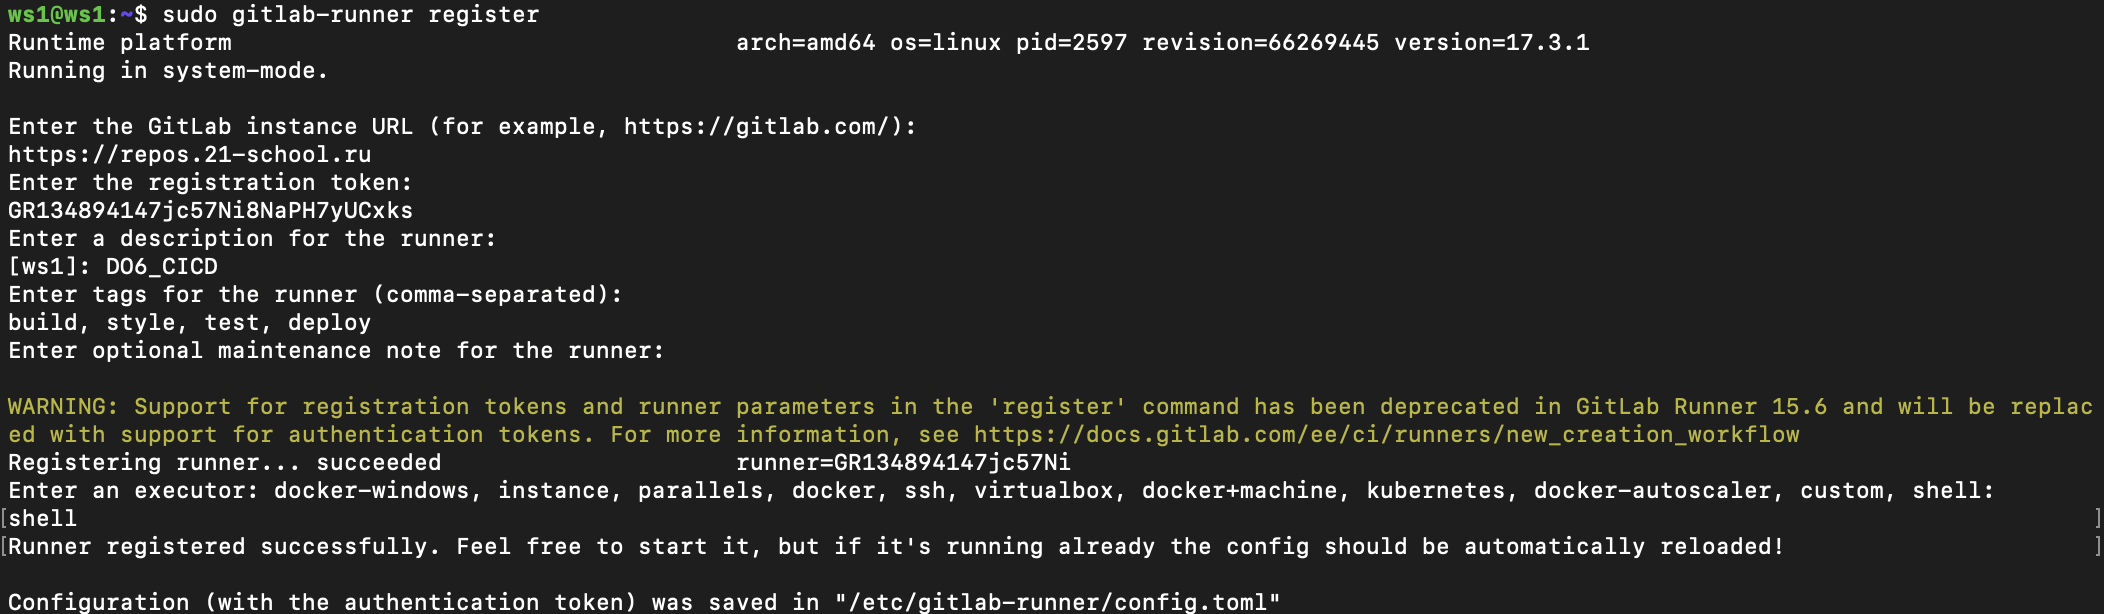 ws1@ws1:~$ sudo gitlab-runner register
Runtime platform                                    arch=amd64 os=linux pid=2597 revision=66269445 version=17.3.1
Running in system-mode.
Enter the GitLab instance URL (for example, https://gitlab.com/):
https://repos.21-school.ru
Enter the registration token:
GR134894147jc57Ni8NaPH7yUCxks
Enter a description for the runner:
[ws1]: DO6_CICD
Enter tags for the runner (comma-separated):
build, style, test, deploy
Enter optional maintenance note for the runner:
WARNING: Support for registration tokens and runner parameters in the 'register' command has been deprecated in GitLab Runner 15.6 and will be replac
ed with support for authentication tokens. For more information, see https://docs.gitlab.com/ee/ci/runners/new_creation_workflow
Registering runner... succeeded                     runner=GR134894147jc57Ni
Enter an executor: docker-windows, instance, parallels, docker, ssh, virtualbox, docker+machine, kubernetes, docker-autoscaler, custom, shell:
[shell ]
[Runner registered successfully. Feel free to start it, but if it's running already the config should be automatically reloaded! ]
Configuration (with the authentication token) was saved in "/etc/gitlab-runner/config.toml"